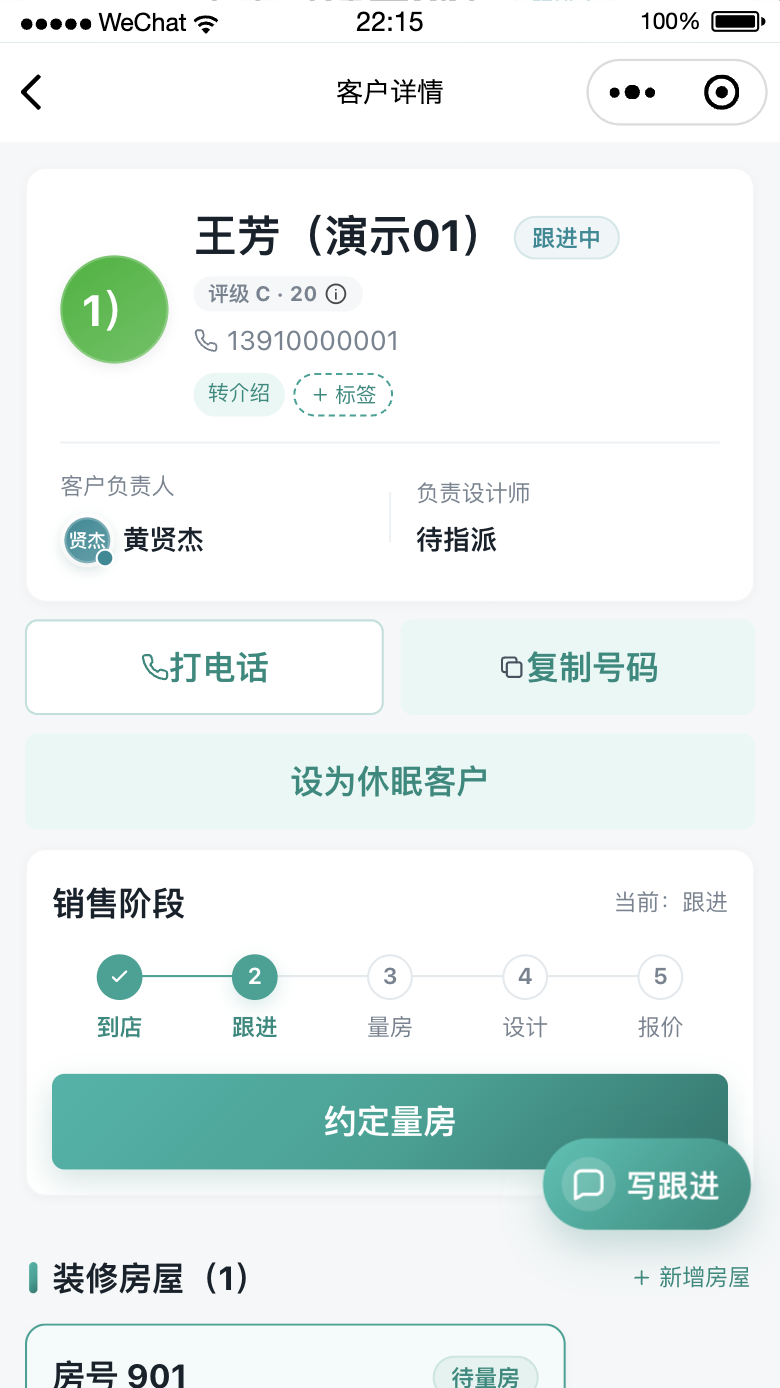 WeChat 22:15 100%
客户详情
王芳（演示01） 跟进中
1)
评级 C · 20
13910000001
转介绍 + 标签
客户负责人 负责设计师
贤杰 黄贤杰 待指派
打电话 复制号码
设为休眠客户
销售阶段 当前：跟进
2 3 4 5
到店 跟进 量房 设计 报价
约定量房
写跟进
装修房屋（1） + 新增房屋
房号 901 待量房